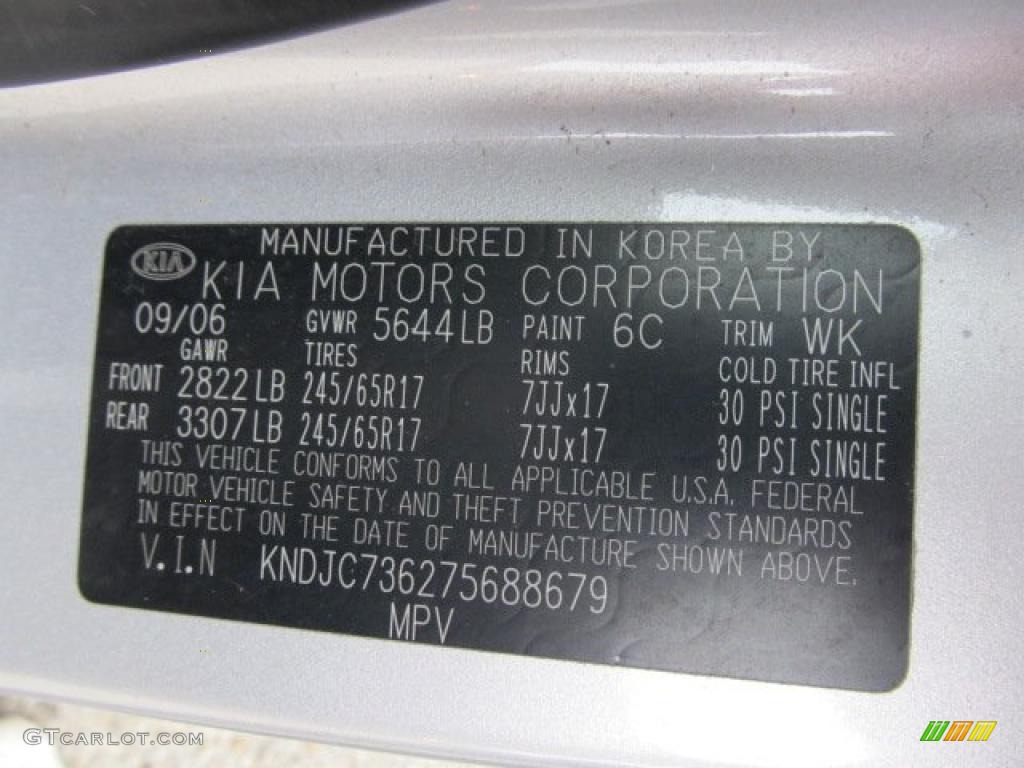 MANUFACTURED IN KOREA BY
KIA KIA MOTORS CORPORATION
09/06 GVWR 5644LB PAINT 6C TRIM WK
GAWR TIRES RIMS COLD TIRE INFL
FRONT 2822LB 245/65R17 7JJx17 30 PSI SINGLE
REAR 3307LB 245/65R17 7JJx17 30 PSI SINGLE
THIS VEHICLE CONFORMS TO ALL APPLICABLE U.S.A. FEDERAL
MOTOR VEHICLE SAFETY AND THEFT PREVENTION STANDARDS
IN EFFECT ON THE DATE OF MANUFACTURE SHOWN ABOVE.
V.I.N KNDJC736275688679
MPV
GTCARLOT.COM